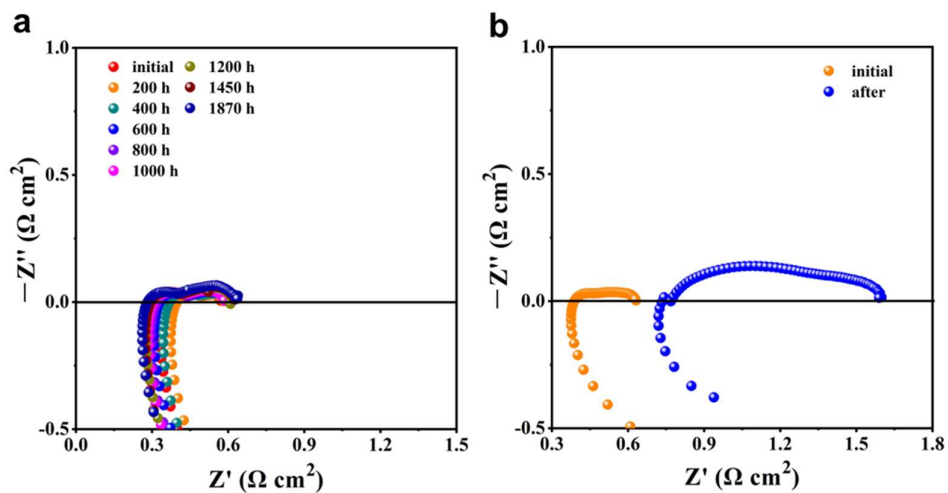 a
1.0
0.5
0.0
-0.5
0.0
0.3
0.6
0.9
1.2
1.5
—Z'' (Ω cm²)
Z' (Ω cm²)
initial
200 h
400 h
600 h
800 h
1000 h
1200 h
1450 h
1870 h
b
1.0
0.5
0.0
-0.5
0.3
0.6
0.9
1.2
1.5
1.8
—Z'' (Ω cm²)
Z' (Ω cm²)
initial
after